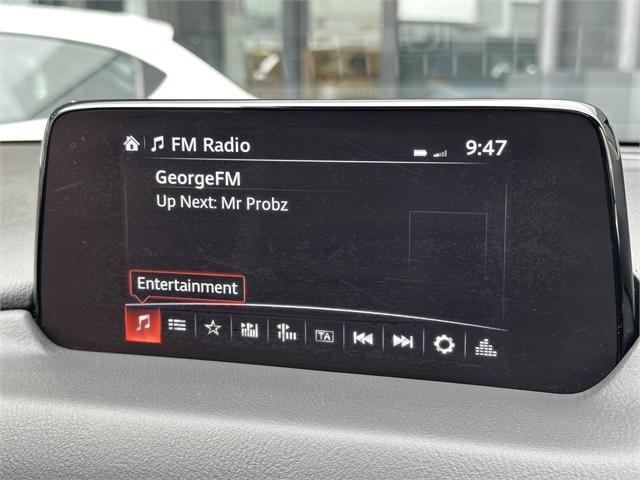 FM Radio 9:47
GeorgeFM
Up Next: Mr Probz
Entertainment
TA